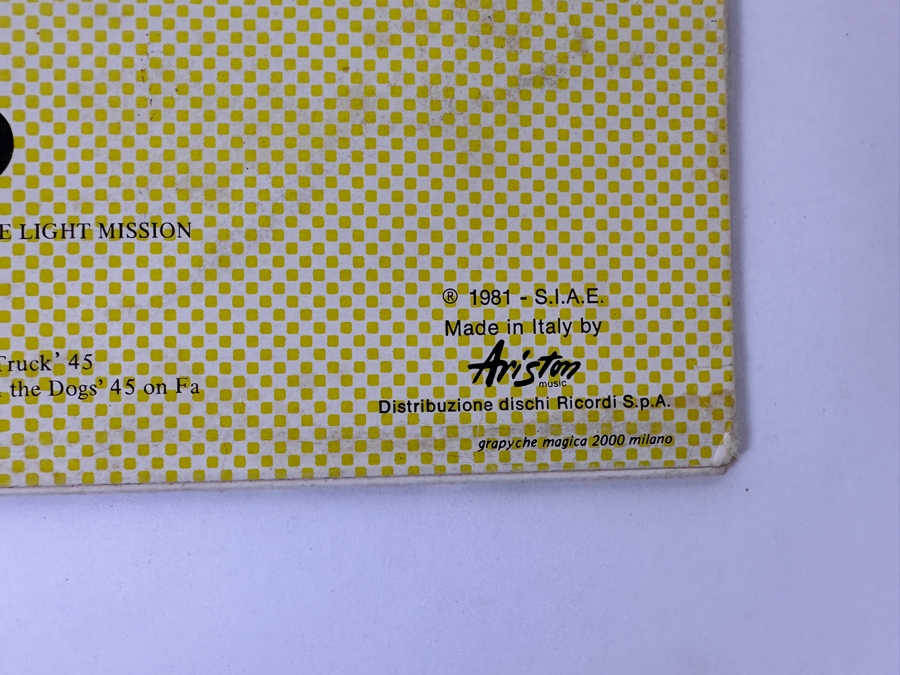 E LIGHT MISSION
Truck' 45
the Dogs' 45 on Fa
® 1981 - S.I.A.E.
Made in Italy by
Ariston
music
Distribuzione dischi Ricordi S.p.A.
grapyche magica 2000 milano